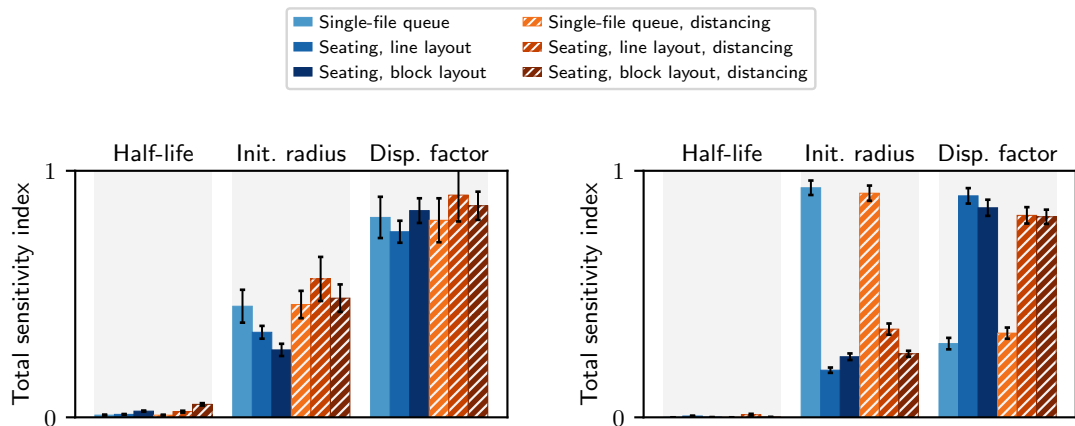 Single-file queue
Seating, line layout
Seating, block layout
Single-file queue, distancing
Seating, line layout, distancing
Seating, block layout, distancing
Half-life Init. radius Disp. factor
1
Total sensitivity index
0
Half-life Init. radius Disp. factor
1
Total sensitivity index
0